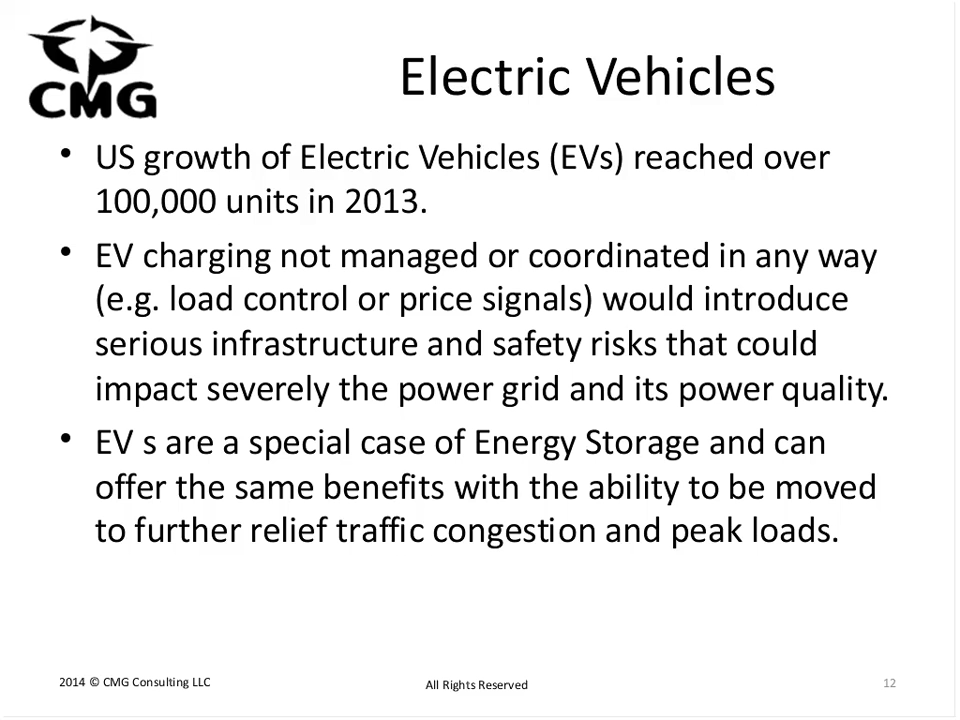 CMG
Electric Vehicles
• US growth of Electric Vehicles (EVs) reached over
100,000 units in 2013.
• EV charging not managed or coordinated in any way
(e.g. load control or price signals) would introduce
serious infrastructure and safety risks that could
impact severely the power grid and its power quality.
• EV s are a special case of Energy Storage and can
offer the same benefits with the ability to be moved
to further relief traffic congestion and peak loads.
2014 © CMG Consulting LLC
All Rights Reserved
12